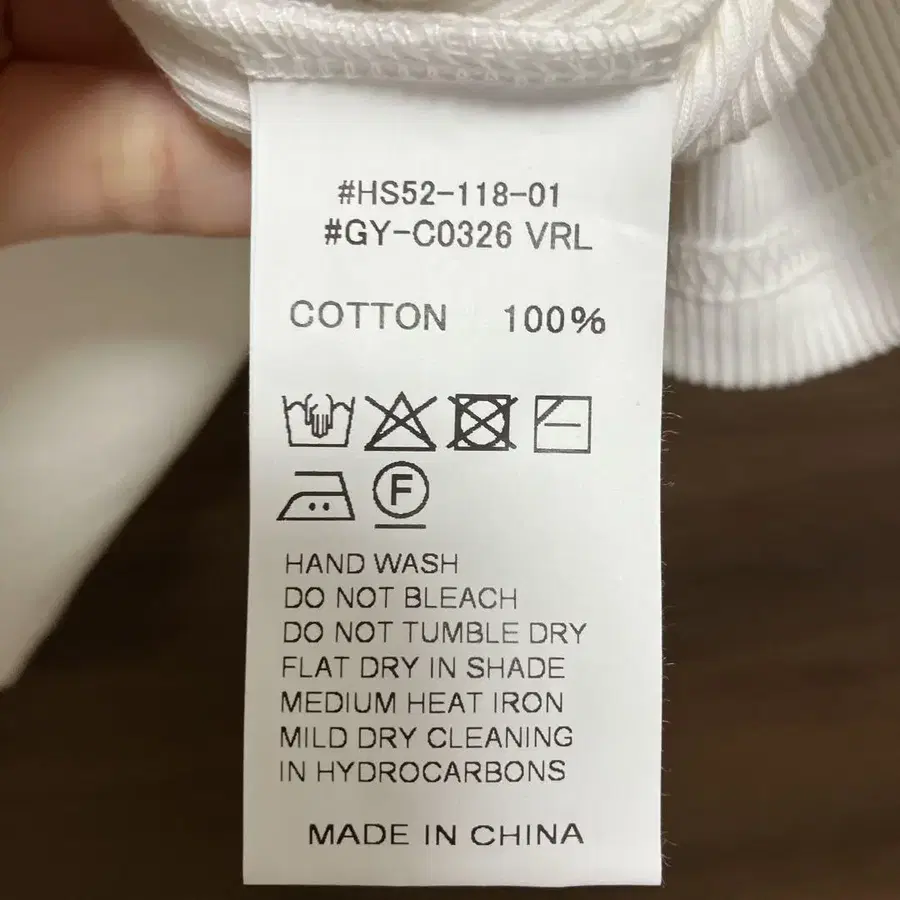 #HS52-118-01
#GY-C0326 VRL
COTTON 100%
F
HAND WASH
DO NOT BLEACH
DO NOT TUMBLE DRY
FLAT DRY IN SHADE
MEDIUM HEAT IRON
MILD DRY CLEANING
IN HYDROCARBONS
MADE IN CHINA